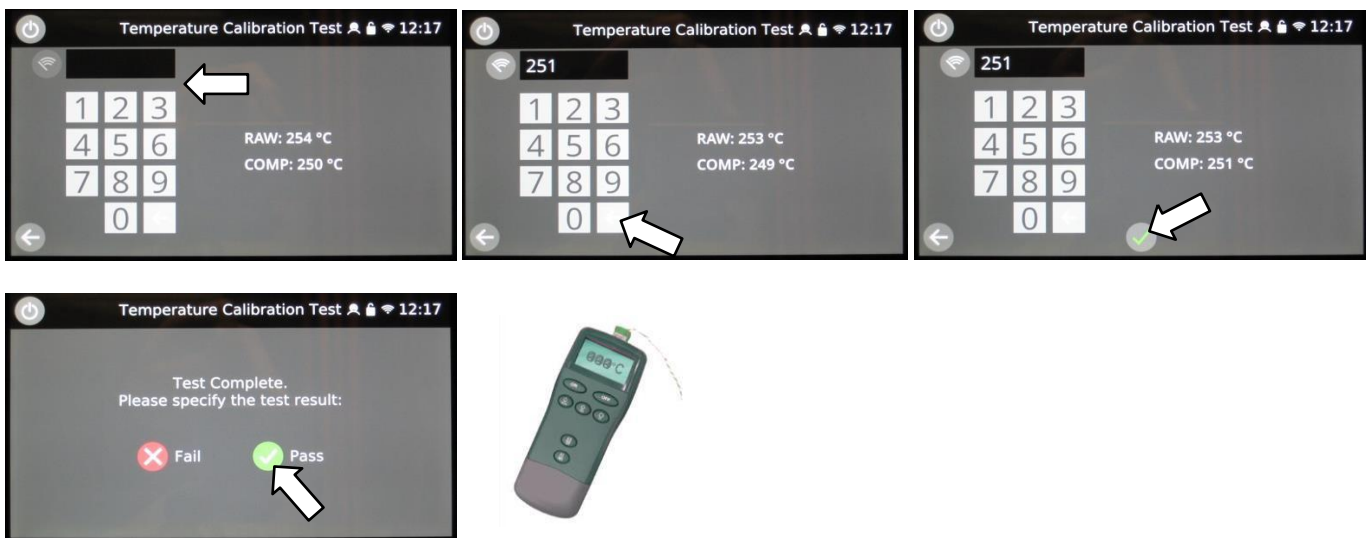 Temperature Calibration Test 12:17
1 2 3
4 5 6
7 8 9
0
RAW: 254 °C
COMP: 250 °C
Temperature Calibration Test 12:17
251
1 2 3
4 5 6
7 8 9
0
RAW: 253 °C
COMP: 249 °C
Temperature Calibration Test 12:17
251
1 2 3
4 5 6
7 8 9
0
RAW: 253 °C
COMP: 251 °C
Temperature Calibration Test 12:17
Test Complete.
Please specify the test result:
Fail Pass
000°C
ON OFF